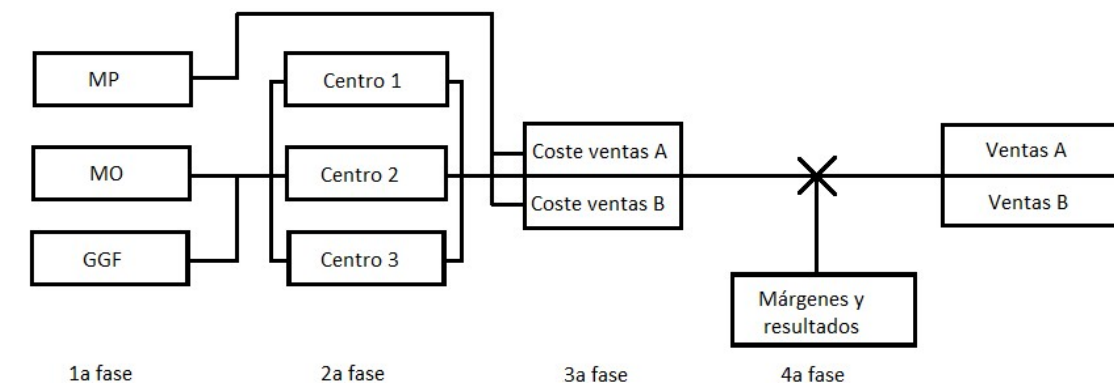 MP
MO
GGF
Centro 1
Centro 2
Centro 3
Coste ventas A
Coste ventas B
Márgenes y
resultados
Ventas A
Ventas B
1a fase
2a fase
3a fase
4a fase